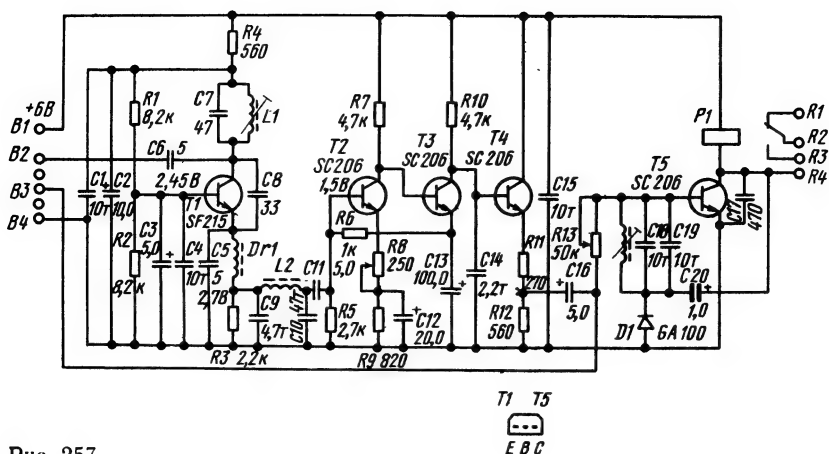 R4
560
R1
8,2к
C7
47
L1
R7
4,7к
R10
4,7к
P1
R1
R2
R3
R4
+6В
B1
B2
B3
B4
C6
5
2,45В
T1
SF215
C8
33
C1
10т
C2
10,0
R2
8,2к
C3
5,0
C4
10т
C5
5
Dr1
2,7В
R3 2,2к
C9
4,7т
L2
C10
47т
C11
5,0
T2
SC206
1,5В
R6
1к
R5
2,7к
R8
250
R9 820
C12
20,0
T3
SC206
C13
100,0
T4
SC206
C14
2,2т
R11
270
R12
560
C15
10т
C16
5,0
R13
50к
C18
10т
C19
10т
T5
SC206
C17
470
C20
1,0
D1
GA100
T1 T5
E B C
Рис. 257